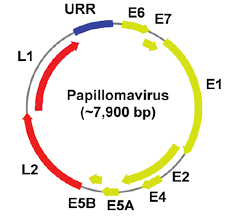 URR
E6
E7
L1
E1
Papillomavirus
(~7,900 bp)
L2
E2
E4
E5B
E5A